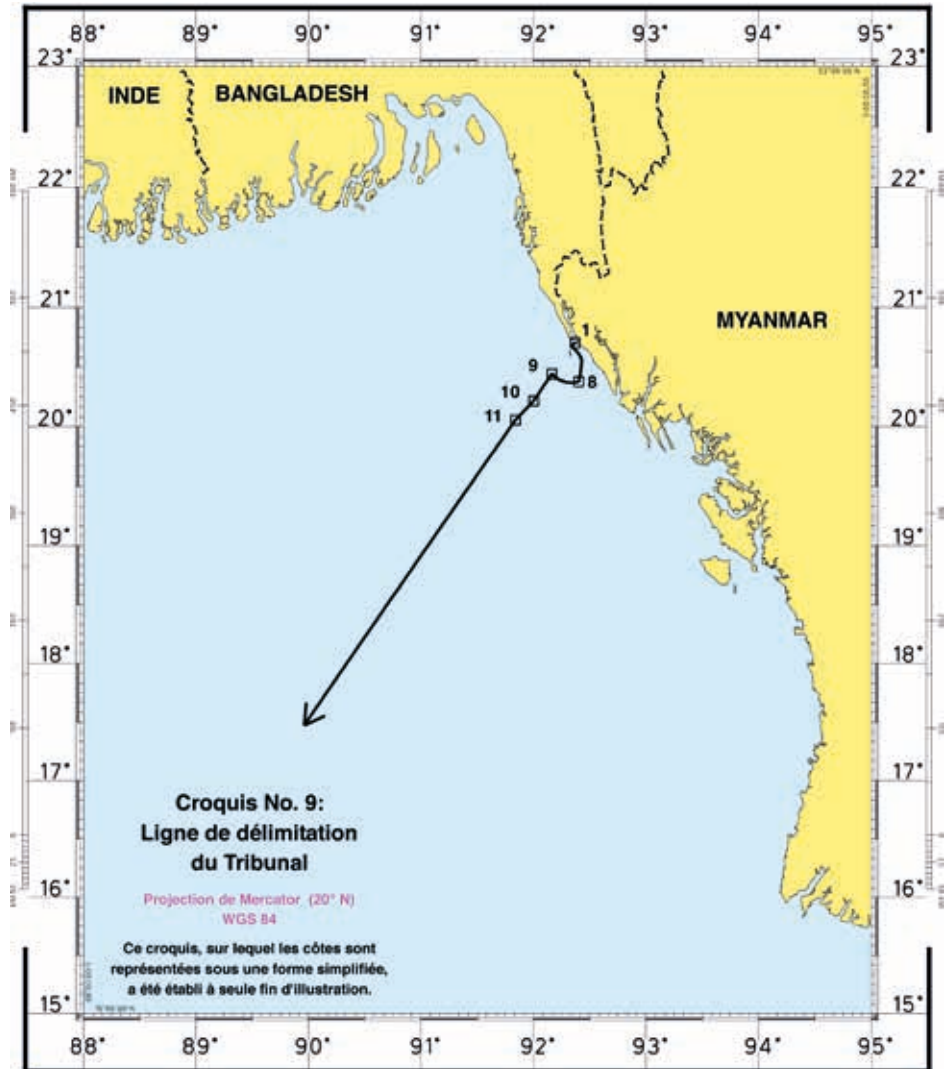 88° 89° 90° 91° 92° 93° 94° 95°
23° 23°
INDE BANGLADESH
22° 22°
21° 21°
MYANMAR
1
9
8
10
20° 11 20°
19° 19°
18° 18°
17° 17°
Croquis No. 9:
Ligne de délimitation
du Tribunal
16° 16°
Projection de Mercator (20° N)
WGS 84
Ce croquis, sur lequel les côtes sont
représentées sous une forme simplifiée,
a été établi à seule fin d'illustration.
15° 15°
88° 89° 90° 91° 92° 93° 94° 95°